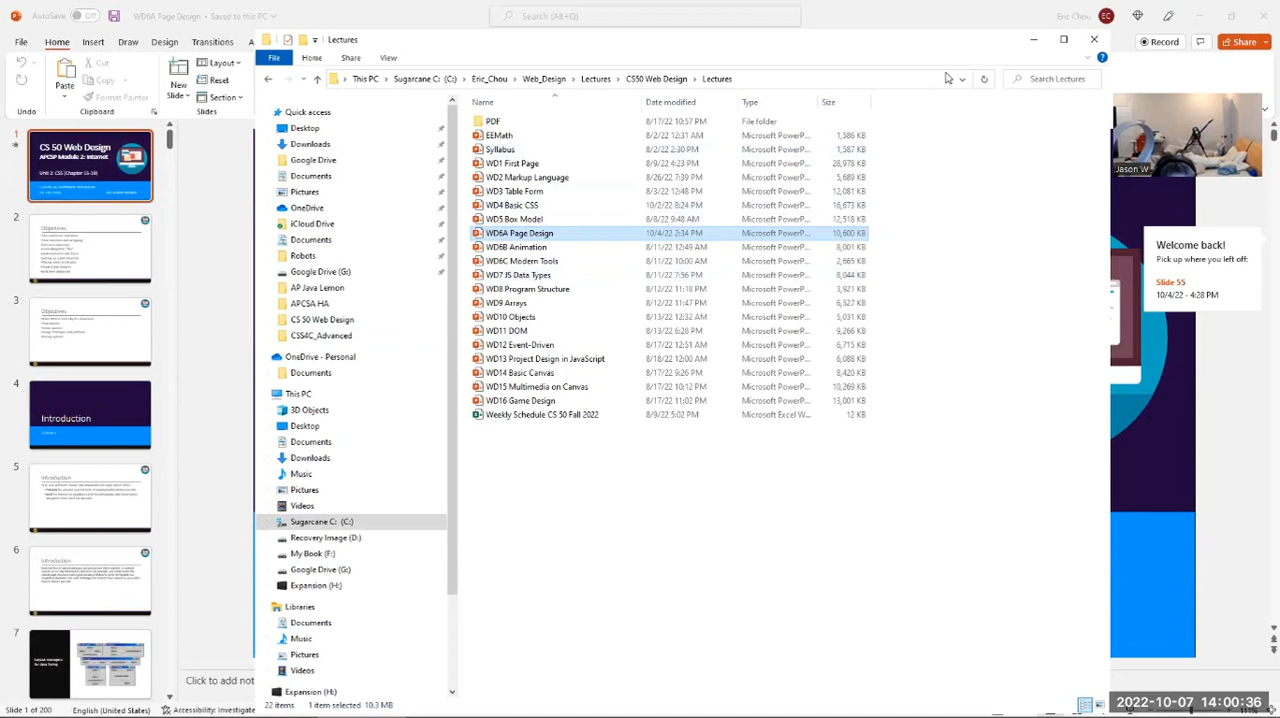 AutoSave Off WD6A Page Design • Saved to this PC Search (Alt+Q) Eric Chou EC
File Home Insert Draw Design Transitions Record Share
Paste Cut Copy Format Painter New Slide Layout Reset Section
Undo Clipboard Slides
Lectures
File Home Share View
This PC Sugarcane C: (C:) Eric_Chou Web_Design Lectures CS50 Web Design Lectures Search Lectures
Name Date modified Type Size
PDF 8/17/22 10:57 PM File folder
EEMath 8/2/22 12:31 AM Microsoft PowerP... 1,586 KB
Syllabus 8/2/22 2:30 PM Microsoft PowerP... 1,587 KB
WD1 First Page 8/9/22 4:23 PM Microsoft PowerP... 28,978 KB
WD2 Markup Language 8/26/22 7:39 PM Microsoft PowerP... 5,689 KB
WD3 Table Form 8/3/22 12:48 PM Microsoft PowerP... 12,081 KB
WD4 Basic CSS 10/2/22 8:24 PM Microsoft PowerP... 16,673 KB
WD5 Box Model 8/8/22 9:48 AM Microsoft PowerP... 12,518 KB
WD6A Page Design 10/4/22 2:34 PM Microsoft PowerP... 10,600 KB
WD6B Animation 8/11/22 12:49 AM Microsoft PowerP... 8,001 KB
WD6C Modern Tools 8/11/22 10:00 AM Microsoft PowerP... 2,665 KB
WD7 JS Data Types 8/11/22 7:56 PM Microsoft PowerP... 8,044 KB
WD8 Program Structure 8/12/22 11:18 PM Microsoft PowerP... 3,921 KB
WD9 Arrays 8/12/22 11:47 PM Microsoft PowerP... 6,527 KB
WD10 Objects 8/13/22 12:32 AM Microsoft PowerP... 5,031 KB
WD11 DOM 8/13/22 6:28 PM Microsoft PowerP... 9,266 KB
WD12 Event-Driven 8/17/22 12:51 AM Microsoft PowerP... 6,715 KB
WD13 Project Design in JavaScript 8/18/22 12:00 AM Microsoft PowerP... 6,088 KB
WD14 Basic Canvas 8/17/22 9:26 PM Microsoft PowerP... 8,420 KB
WD15 Multimedia on Canvas 8/17/22 10:12 PM Microsoft PowerP... 10,269 KB
WD16 Game Design 8/17/22 11:02 PM Microsoft PowerP... 13,001 KB
Weekly Schedule CS 50 Fall 2022 8/9/22 5:02 PM Microsoft Excel W... 12 KB
Quick access
Desktop
Downloads
Google Drive
Documents
Pictures
OneDrive
iCloud Drive
Documents
Robots
Google Drive (G:)
AP Java Lemon
APCSA HA
CS 50 Web Design
CSS4C_Advanced
OneDrive - Personal
Documents
This PC
3D Objects
Desktop
Documents
Downloads
Music
Pictures
Videos
Sugarcane C: (C:)
Recovery Image (D:)
My Book (F:)
Google Drive (G:)
Expansion (H:)
Libraries
Documents
Music
Pictures
Videos
Expansion (H:)
22 items 1 item selected 10.3 MB
1
CS 50 Web Design
APCSP Module 2: Internet
Unit 2: CSS (Chapter 15-18)
2
Objectives
3
Objectives
4
Introduction
5
Introduction
6
Introduction
7
Jason W
Welcome back!
Pick up where you left off:
Slide 55
10/4/22 - 4:28 PM
Click to add not
Slide 1 of 200 English (United States) Accessibility: Investigate
2022-10-07 14:00:36